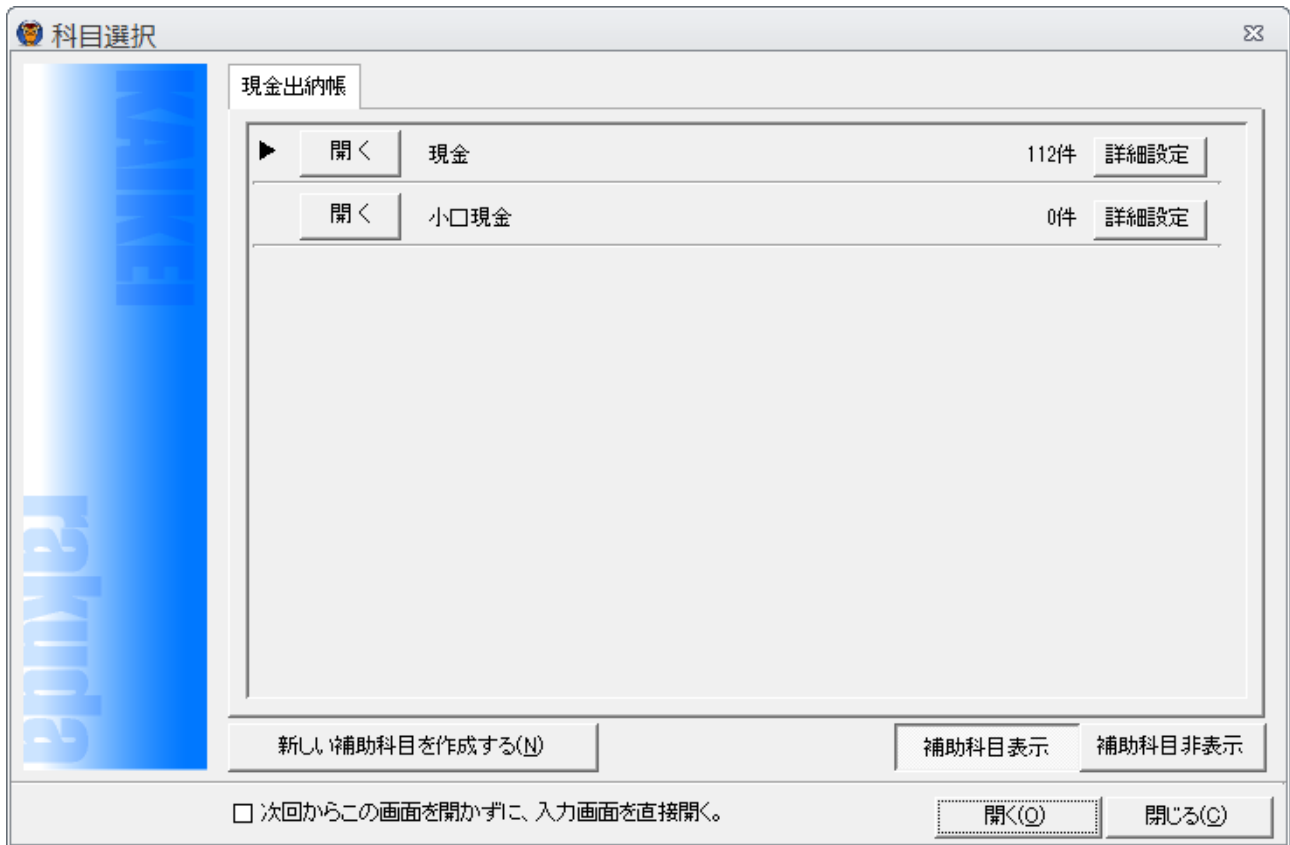 科目選択
KAIKEI
rakuda
現金出納帳
開く 現金 112件 詳細設定
開く 小口現金 0件 詳細設定
新しい補助科目を作成する(N) 補助科目表示 補助科目非表示
次回からこの画面を開かずに、入力画面を直接開く。 開く(O) 閉じる(C)